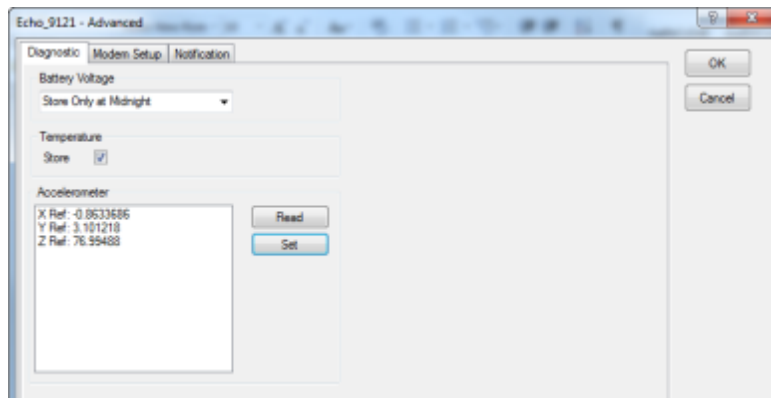 Echo_9121 - Advanced
Diagnostic Modem Setup Notification
OK
Cancel
Battery Voltage
Store Only at Midnight
Temperature
Store
Accelerometer
X Ref: -0.8633686
Y Ref: 3.101218
Z Ref: 76.99488
Read
Set